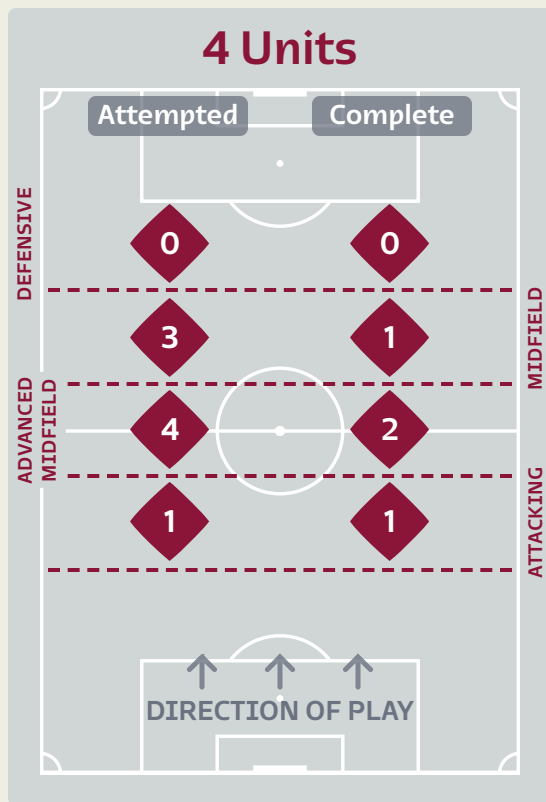 4 Units
Attempted Complete
DEFENSIVE
0 0
MIDFIELD
3 1
ADVANCED
MIDFIELD
4 2
ATTACKING
1 1
DIRECTION OF PLAY